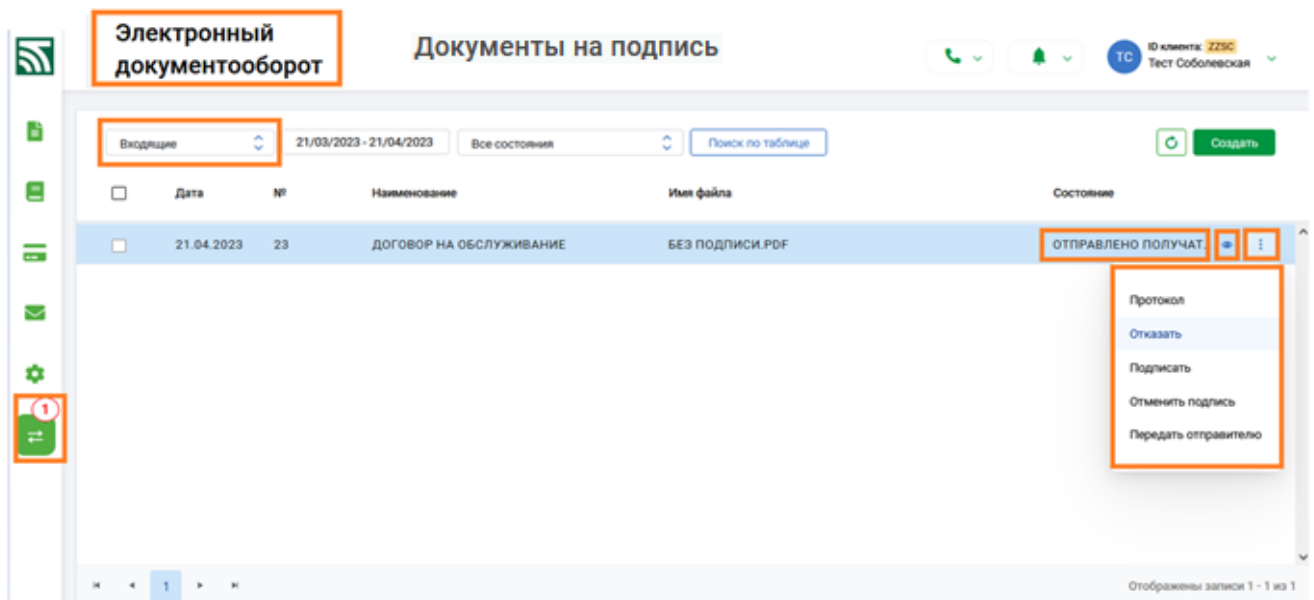 Электронный
документооборот
Документы на подпись
TC
ID клиента: ZZSC
Тест Соболевская
Входящие
21/03/2023 - 21/04/2023
Все состояния
Поиск по таблице
Создать
Дата № Наименование Имя файла Состояние
21.04.2023 23 ДОГОВОР НА ОБСЛУЖИВАНИЕ БЕЗ ПОДПИСИ.PDF ОТПРАВЛЕНО ПОЛУЧАТ.
Протокол
Отказать
Подписать
Отменить подпись
Передать отправителю
1
1
Отображены записи 1 - 1 из 1